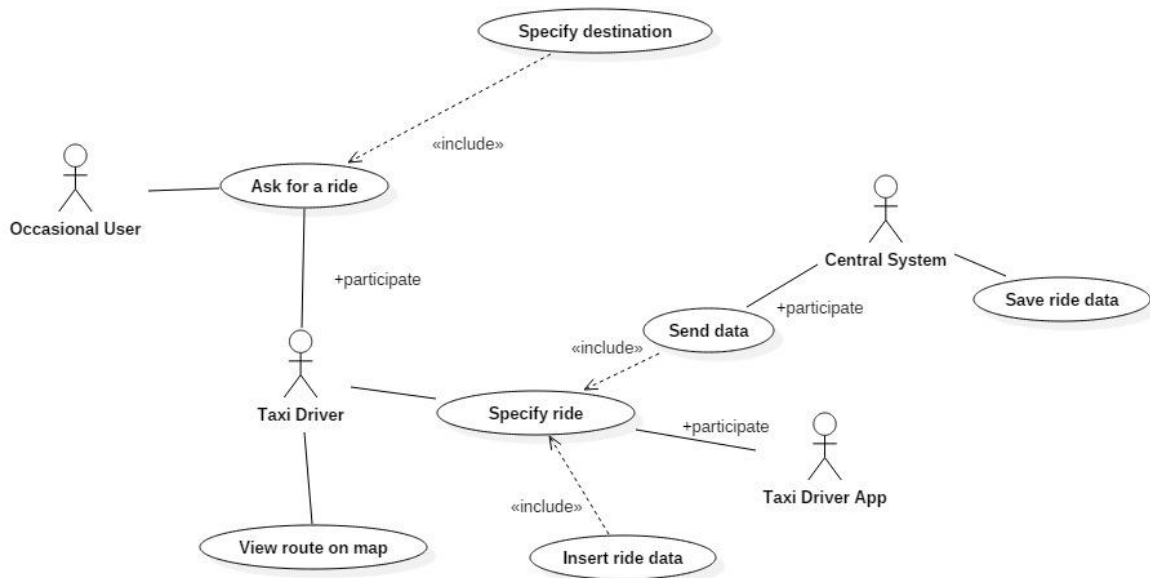 Specify destination
«include»
Ask for a ride
Occasional User
Central System
+participate
Save ride data
+participate
Send data
«include»
Taxi Driver
Specify ride
+participate
Taxi Driver App
«include»
View route on map
Insert ride data